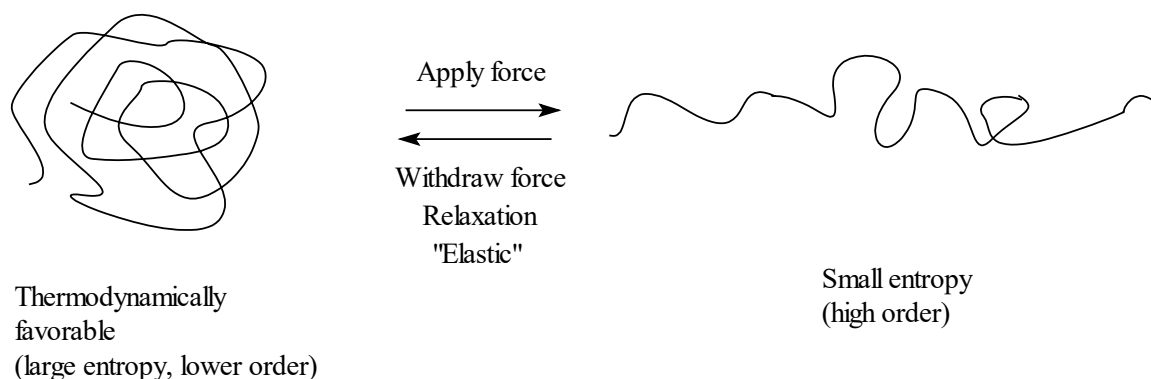 Apply force
Withdraw force
Relaxation
"Elastic"
Thermodynamically
favorable
(large entropy, lower order)
Small entropy
(high order)